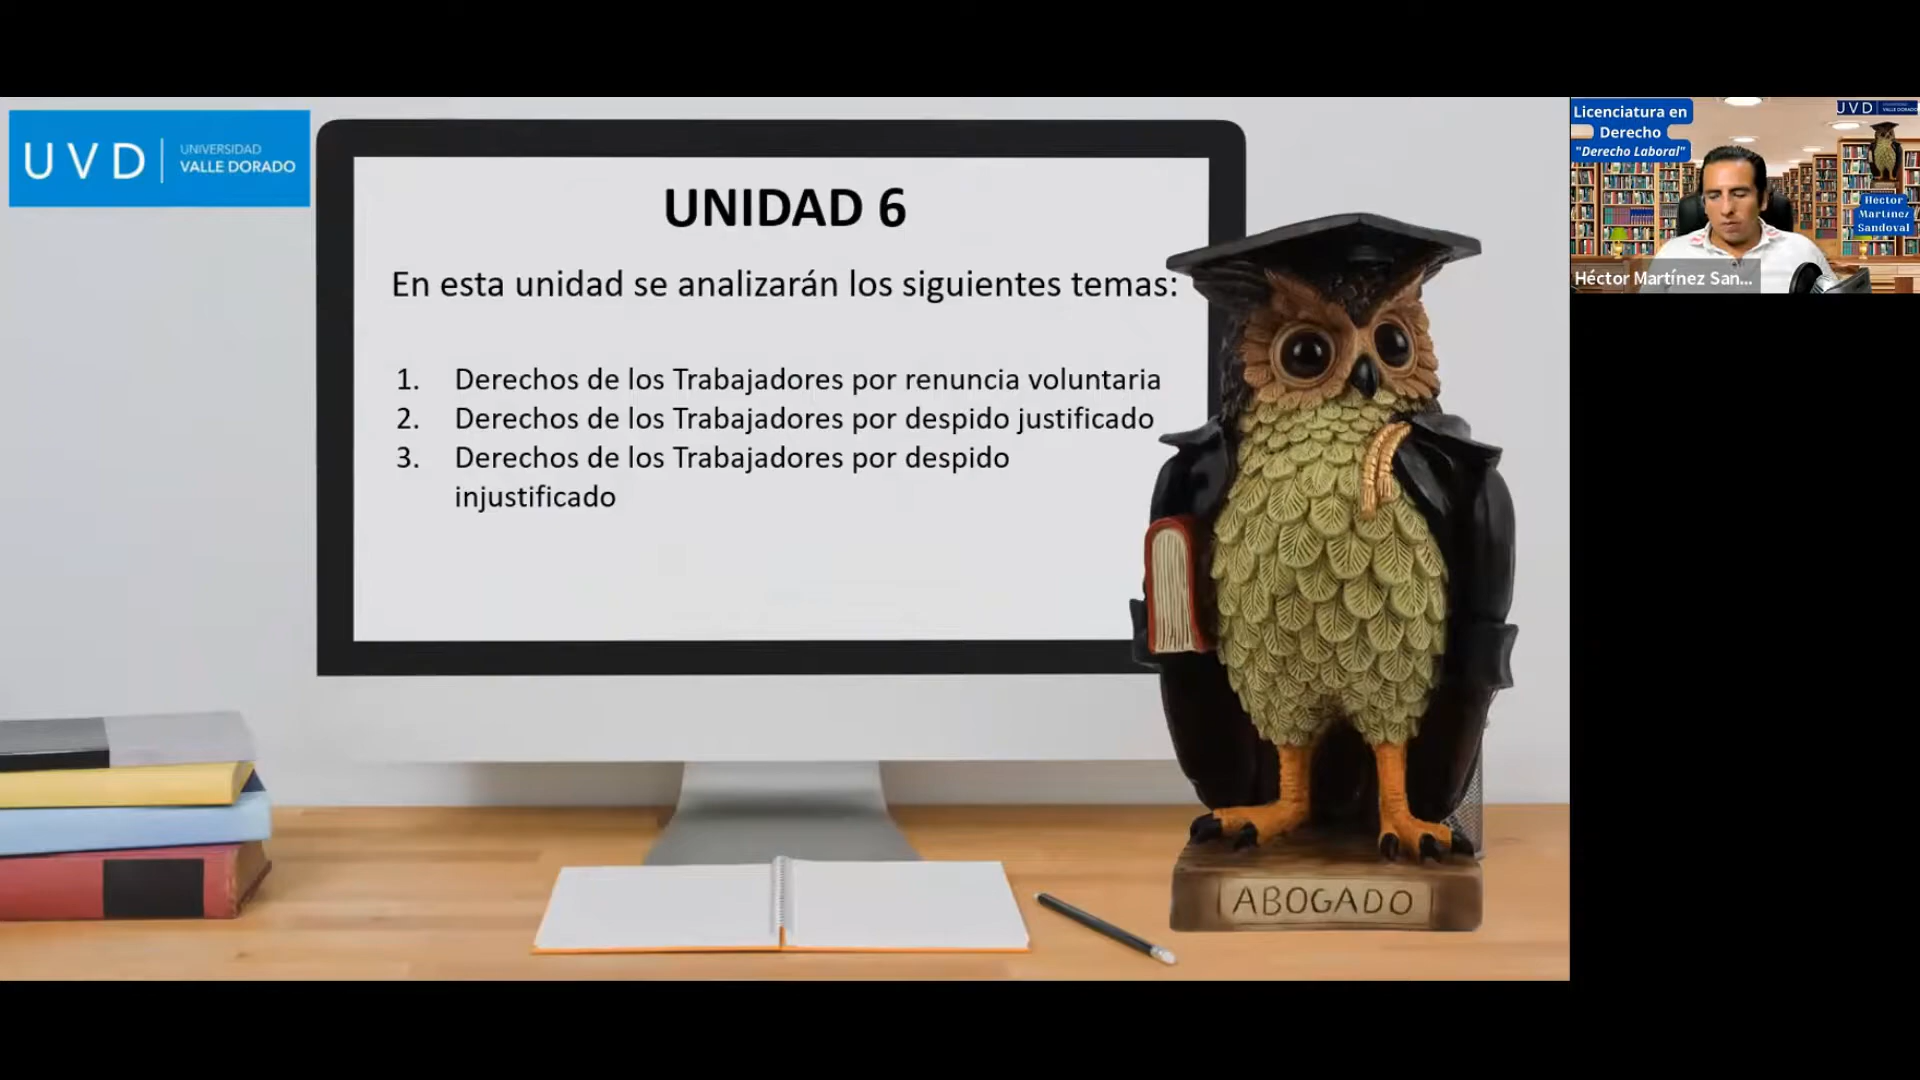 UVD
UNIVERSIDAD
VALLE DORADO
UNIDAD 6
En esta unidad se analizarán los siguientes temas:
1. Derechos de los Trabajadores por renuncia voluntaria
2. Derechos de los Trabajadores por despido justificado
3. Derechos de los Trabajadores por despido
injustificado
ABOGADO
Licenciatura en
Derecho
"Derecho Laboral"
UVD
VALLE DORADO
Hector
Martinez
Sandoval
Héctor Martínez San...